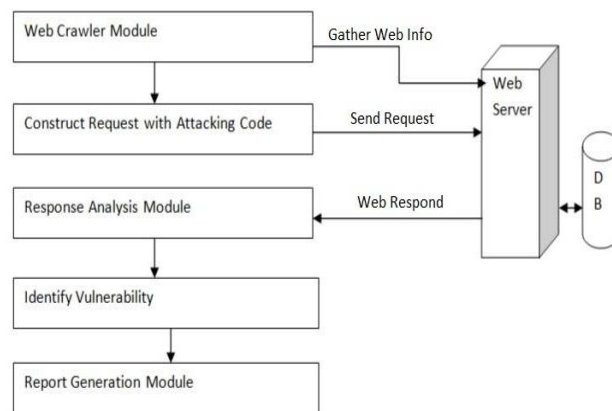 Web Crawler Module
Gather Web Info
Web
Server
Construct Request with Attacking Code
Send Request
D
B
Response Analysis Module
Web Respond
Identify Vulnerability
Report Generation Module